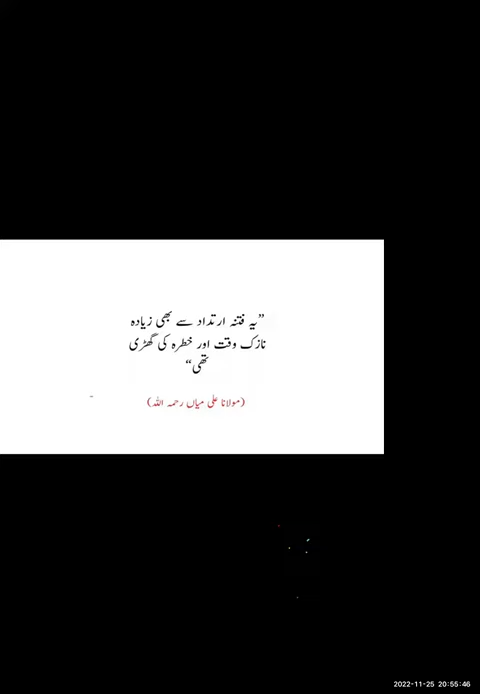 ”یہ فتنہ ارتداد سے بھی زیادہ
نازک وقت اور خطرہ کی گھڑی
تھی“
(مولانا علی میاں رحمہ اللہ)
2022-11-25 20:55:46